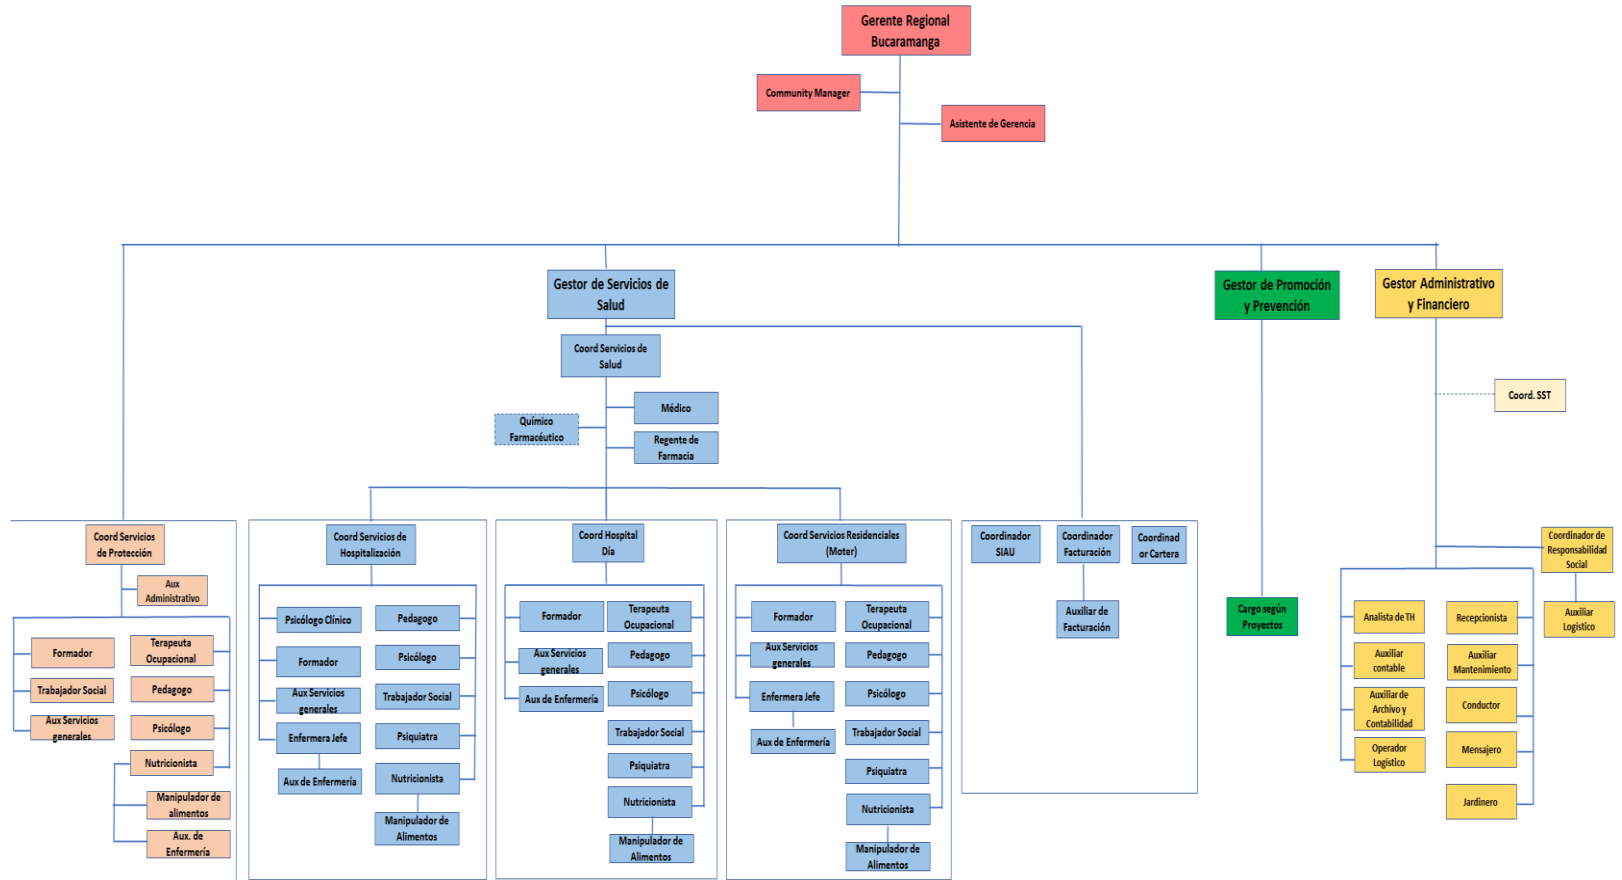 Gerente Regional
Bucaramanga
Community Manager
Asistente de Gerencia
Gestor de Servicios de
Salud
Gestor de Promoción
y Prevención
Gestor Administrativo
y Financiero
Coord Servicios de
Salud
Coord. SST
Médico
Químico
Farmacéutico
Regente de
Farmacia
Coord Servicios
de Protección
Aux
Administrativo
Formador
Terapeuta
Ocupacional
Trabajador Social
Pedagogo
Aux Servicios
generales
Psicólogo
Nutricionista
Manipulador de
alimentos
Aux. de
Enfermería
Coord Servicios de
Hospitalización
Psicólogo Clínico
Pedagogo
Formador
Psicólogo
Aux Servicios
generales
Trabajador Social
Enfermera Jefe
Psiquiatra
Aux de Enfermería
Nutricionista
Manipulador de
Alimentos
Coord Hospital
Día
Formador
Terapeuta
Ocupacional
Aux Servicios
generales
Pedagogo
Aux de Enfermería
Psicólogo
Trabajador Social
Psiquiatra
Nutricionista
Manipulador de
Alimentos
Coord Servicios Residenciales
(Moter)
Formador
Terapeuta
Ocupacional
Aux Servicios
generales
Pedagogo
Enfermera Jefe
Psicólogo
Aux de Enfermería
Trabajador Social
Psiquiatra
Nutricionista
Manipulador de
Alimentos
Coordinador
SIAU
Coordinador
Facturación
Coordinad
or Cartera
Auxiliar de
Facturación
Cargo según
Proyectos
Coordinador de
Responsabilidad
Social
Auxiliar
Logístico
Analista de TH
Recepcionista
Auxiliar
contable
Auxiliar
Mantenimiento
Auxiliar de
Archivo y
Contabilidad
Conductor
Operador
Logístico
Mensajero
Jardinero